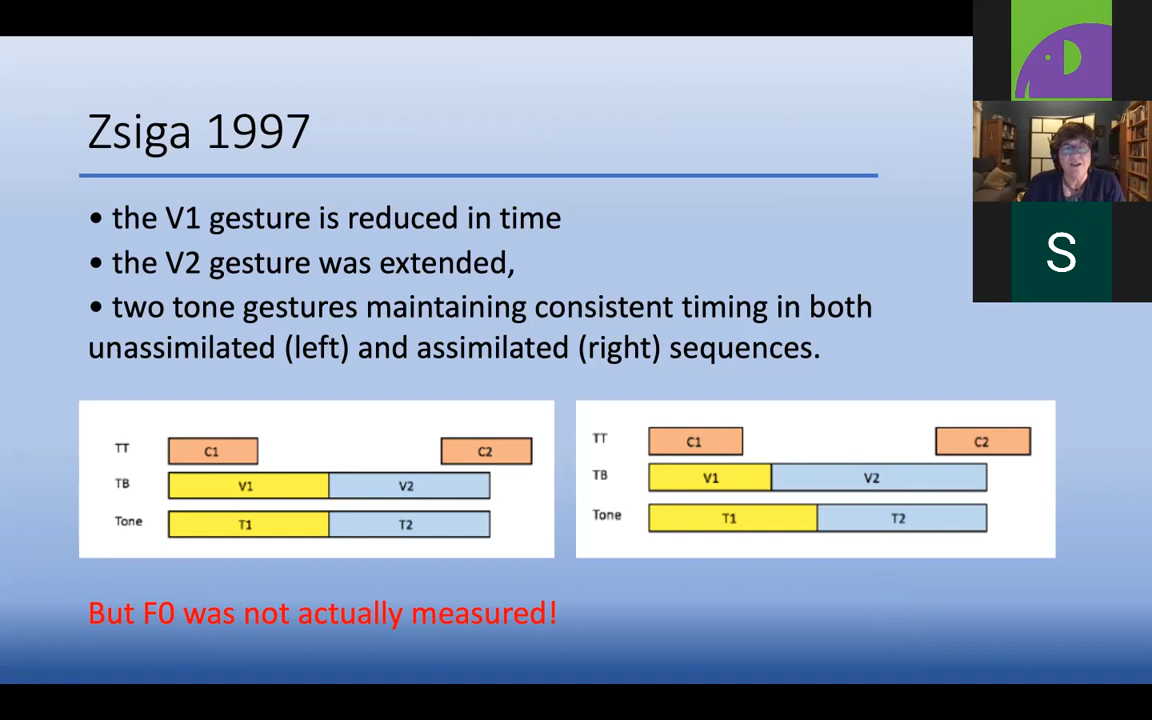 Zsiga 1997
• the V1 gesture is reduced in time
• the V2 gesture was extended,
• two tone gestures maintaining consistent timing in both
unassimilated (left) and assimilated (right) sequences.
TT C1 C2
TB V1 V2
Tone T1 T2
TT C1 C2
TB V1 V2
Tone T1 T2
But F0 was not actually measured!
S